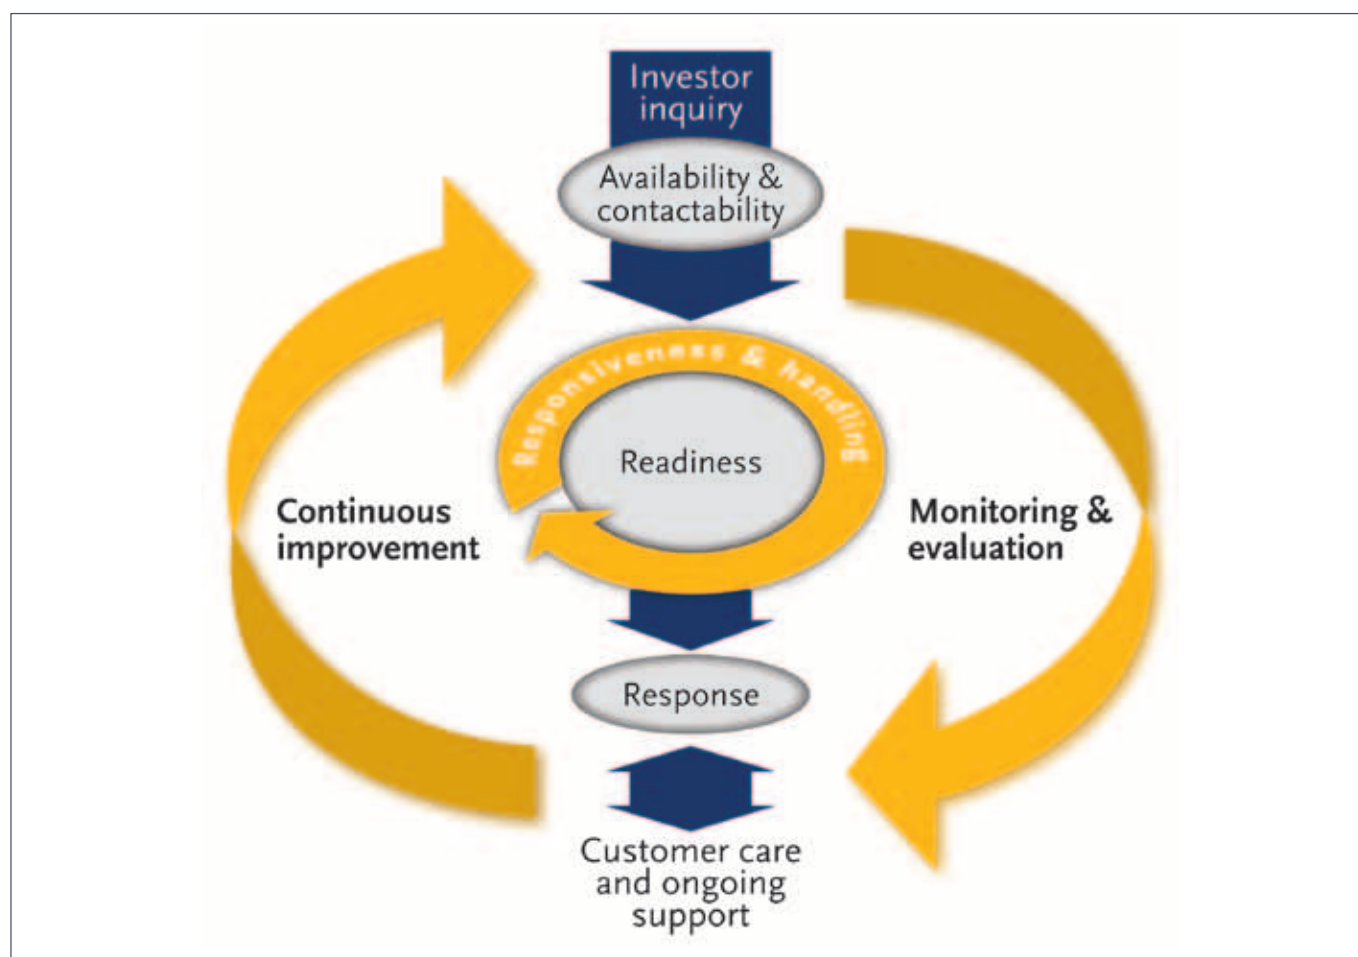 Investor
inquiry
Availability &
contactability
Responsiveness & handling
Readiness
Continuous
improvement
Monitoring &
evaluation
Response
Customer care
and ongoing
support